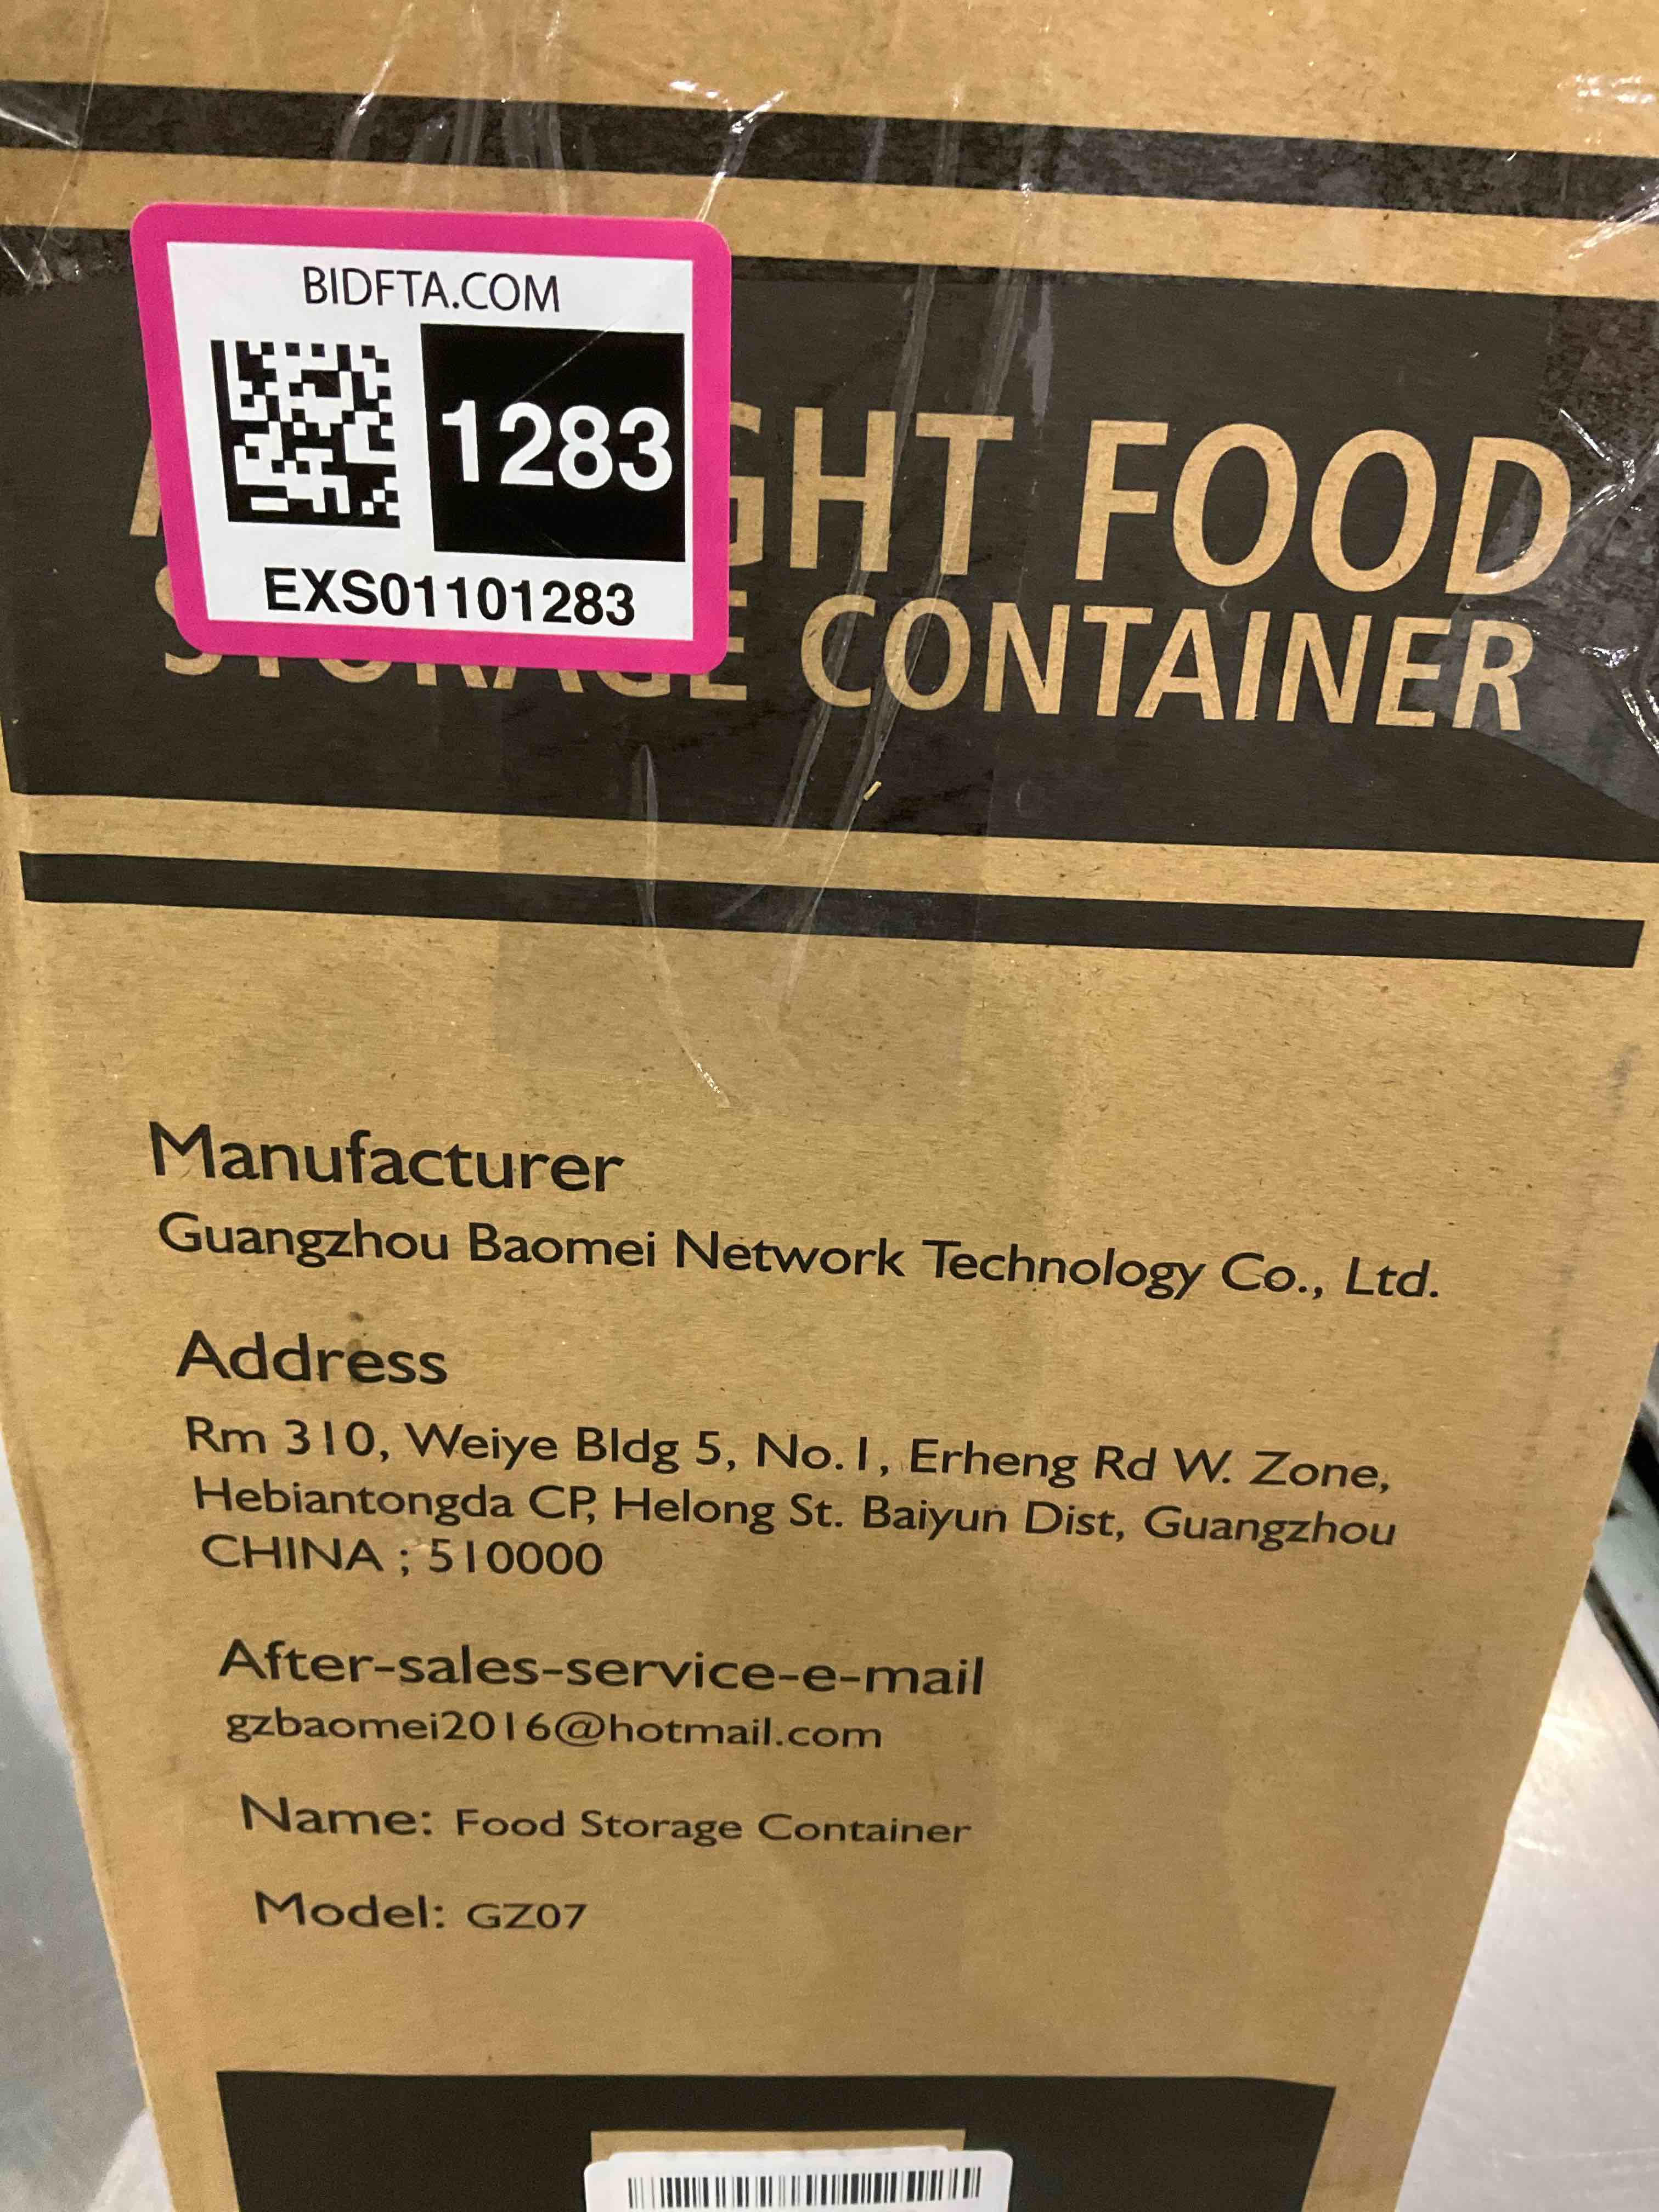 BIDFTA.COM
1283
EXS01101283
GHT FOOD
STORAGE CONTAINER
Manufacturer
Guangzhou Baomei Network Technology Co., Ltd.
Address
Rm 310, Weiye Bldg 5, No.1, Erheng Rd W. Zone,
Hebiantongda CP, Helong St. Baiyun Dist, Guangzhou
CHINA ; 510000
After-sales-service-e-mail
gzbaomei2016@hotmail.com
Name: Food Storage Container
Model: GZ07